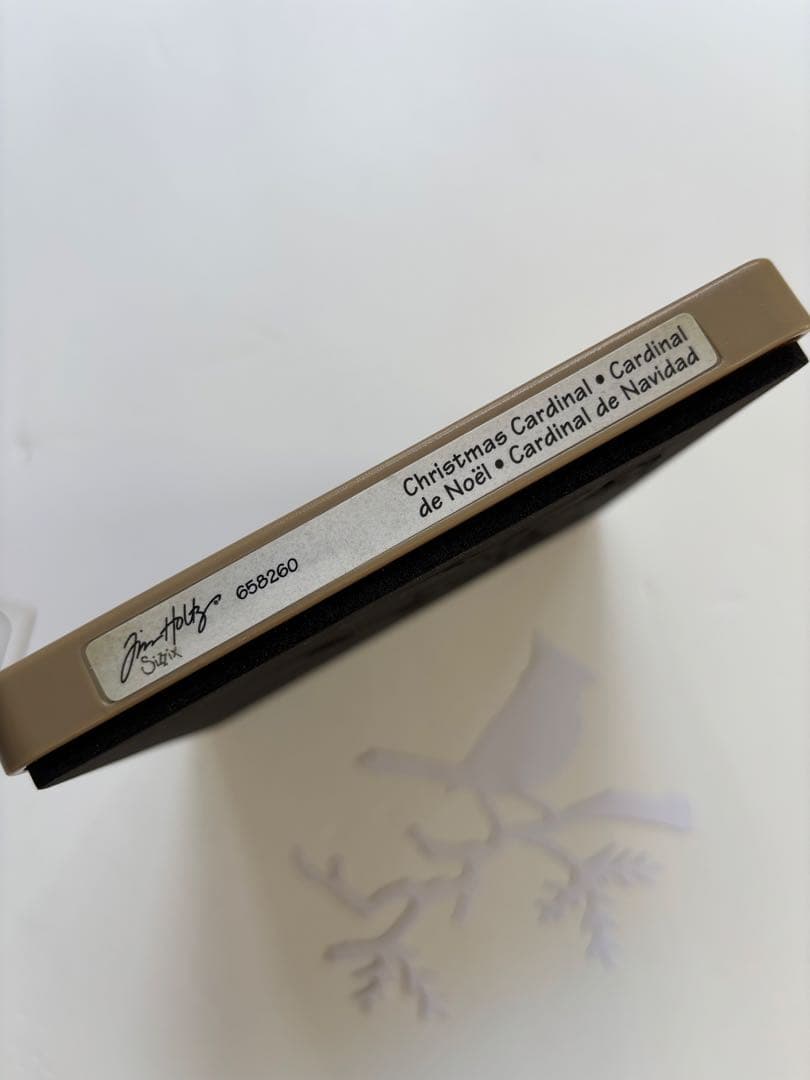 Tim Holtz
Sizzix
658260
Christmas Cardinal • Cardinal
de Noël • Cardinal de Navidad